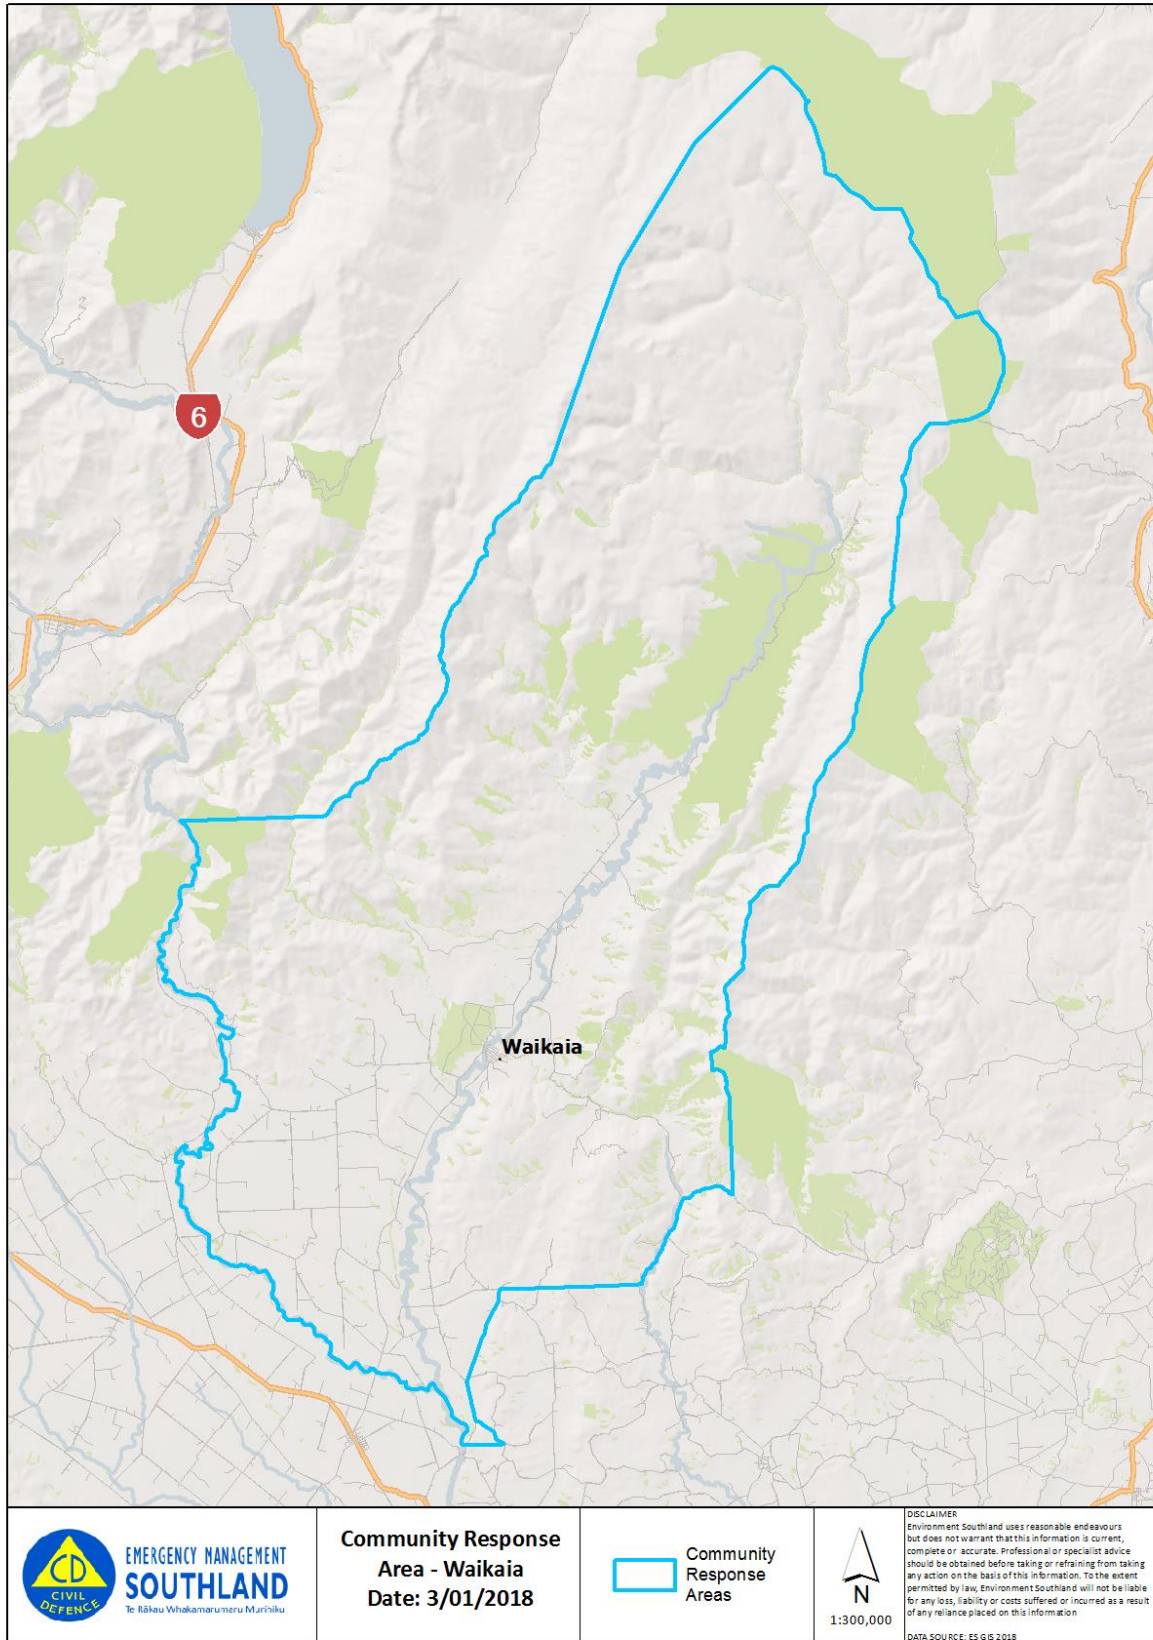 6
Waikaia
CD
CIVIL
DEFENCE
EMERGENCY MANAGEMENT
SOUTHLAND
Te Rākau Whakamarumaru Murihiku
Community Response
Area - Waikaia
Date: 3/01/2018
Community
Response
Areas
N
1:300,000
DISCLAIMER
Environment Southland uses reasonable endeavours
but does not warrant that this information is current,
complete or accurate. Professional or specialist advice
should be obtained before taking or refraining from taking
any action on the basis of this information. To the extent
permitted by law, Environment Southland will not be liable
for any loss, liability or costs suffered or incurred as a result
of any reliance placed on this information
DATA SOURCE: ES GIS 2018